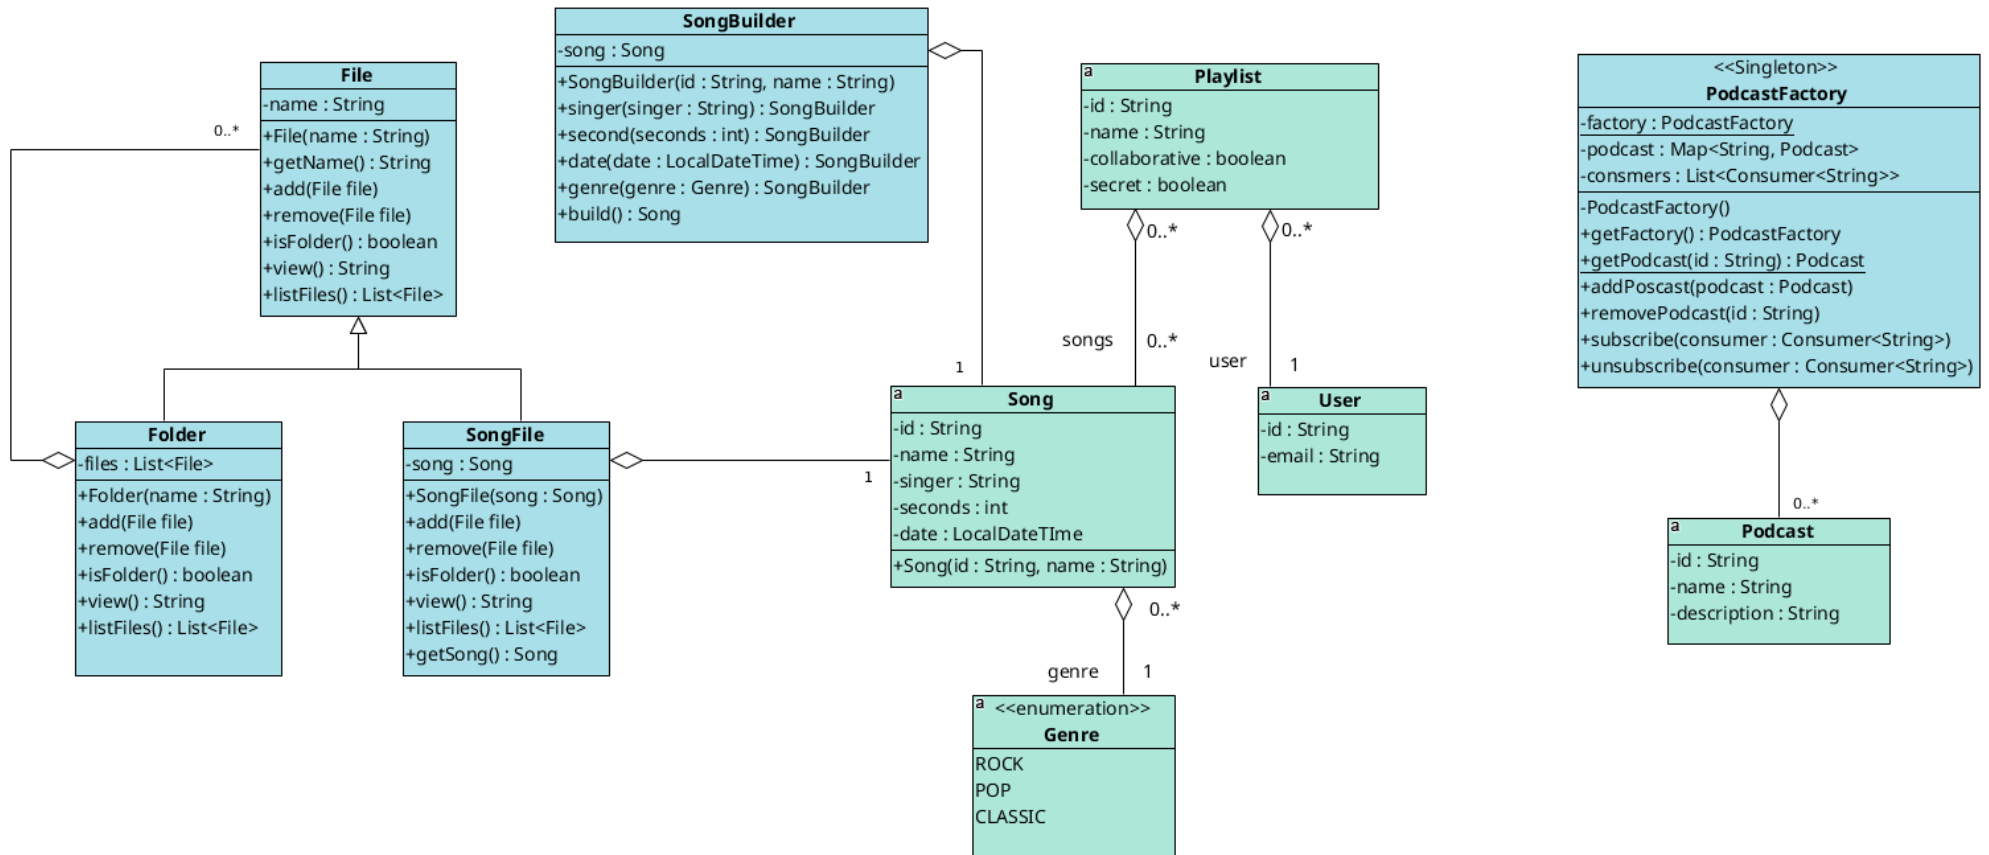 SongBuilder
-song : Song
+SongBuilder(id : String, name : String)
+singer(singer : String) : SongBuilder
+second(seconds : int) : SongBuilder
+date(date : LocalDateTime) : SongBuilder
+genre(genre : Genre) : SongBuilder
+build() : Song
File
-name : String
+File(name : String)
+getName() : String
+add(File file)
+remove(File file)
+isFolder() : boolean
+view() : String
+listFiles() : List<File>
0..*
a
Playlist
-id : String
-name : String
-collaborative : boolean
-secret : boolean
0..*
0..*
songs
0..*
user
1
1
<<Singleton>>
PodcastFactory
-factory : PodcastFactory
-podcast : Map<String, Podcast>
-consmers : List<Consumer<String>>
-PodcastFactory()
+getFactory() : PodcastFactory
+getPodcast(id : String) : Podcast
+addPoscast(podcast : Podcast)
+removePodcast(id : String)
+subscribe(consumer : Consumer<String>)
+unsubscribe(consumer : Consumer<String>)
0..*
Folder
-files : List<File>
+Folder(name : String)
+add(File file)
+remove(File file)
+isFolder() : boolean
+view() : String
+listFiles() : List<File>
SongFile
-song : Song
+SongFile(song : Song)
+add(File file)
+remove(File file)
+isFolder() : boolean
+view() : String
+listFiles() : List<File>
+getSong() : Song
1
a
Song
-id : String
-name : String
-singer : String
-seconds : int
-date : LocalDateTIme
+Song(id : String, name : String)
0..*
genre
1
a
User
-id : String
-email : String
a
Podcast
-id : String
-name : String
-description : String
a
<<enumeration>>
Genre
ROCK
POP
CLASSIC